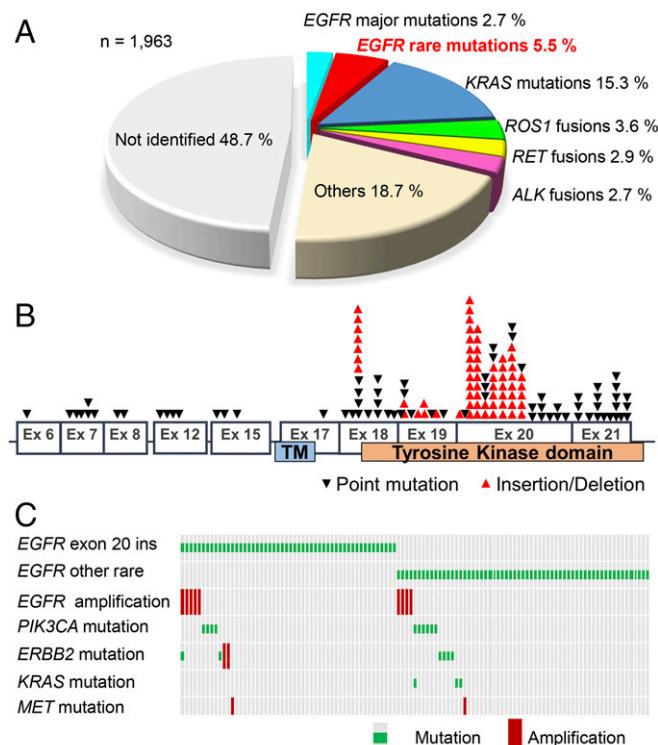 A
n = 1,963
EGFR major mutations 2.7 %
EGFR rare mutations 5.5 %
KRAS mutations 15.3 %
ROS1 fusions 3.6 %
RET fusions 2.9 %
ALK fusions 2.7 %
Others 18.7 %
Not identified 48.7 %
B
Ex 6 Ex 7 Ex 8 Ex 12 Ex 15 Ex 17 Ex 18 Ex 19 Ex 20 Ex 21
TM Tyrosine Kinase domain
Point mutation Insertion/Deletion
C
EGFR exon 20 ins
EGFR other rare
EGFR amplification
PIK3CA mutation
ERBB2 mutation
KRAS mutation
MET mutation
Mutation Amplification